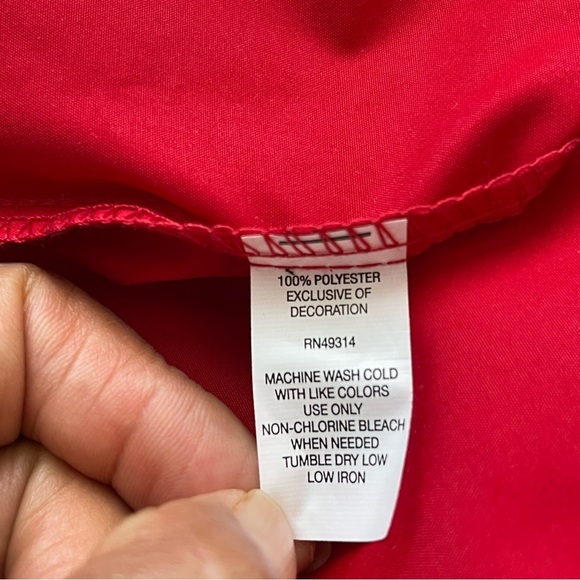 100% POLYESTER
EXCLUSIVE OF
DECORATION
RN49314
MACHINE WASH COLD
WITH LIKE COLORS
USE ONLY
NON-CHLORINE BLEACH
WHEN NEEDED
TUMBLE DRY LOW
LOW IRON